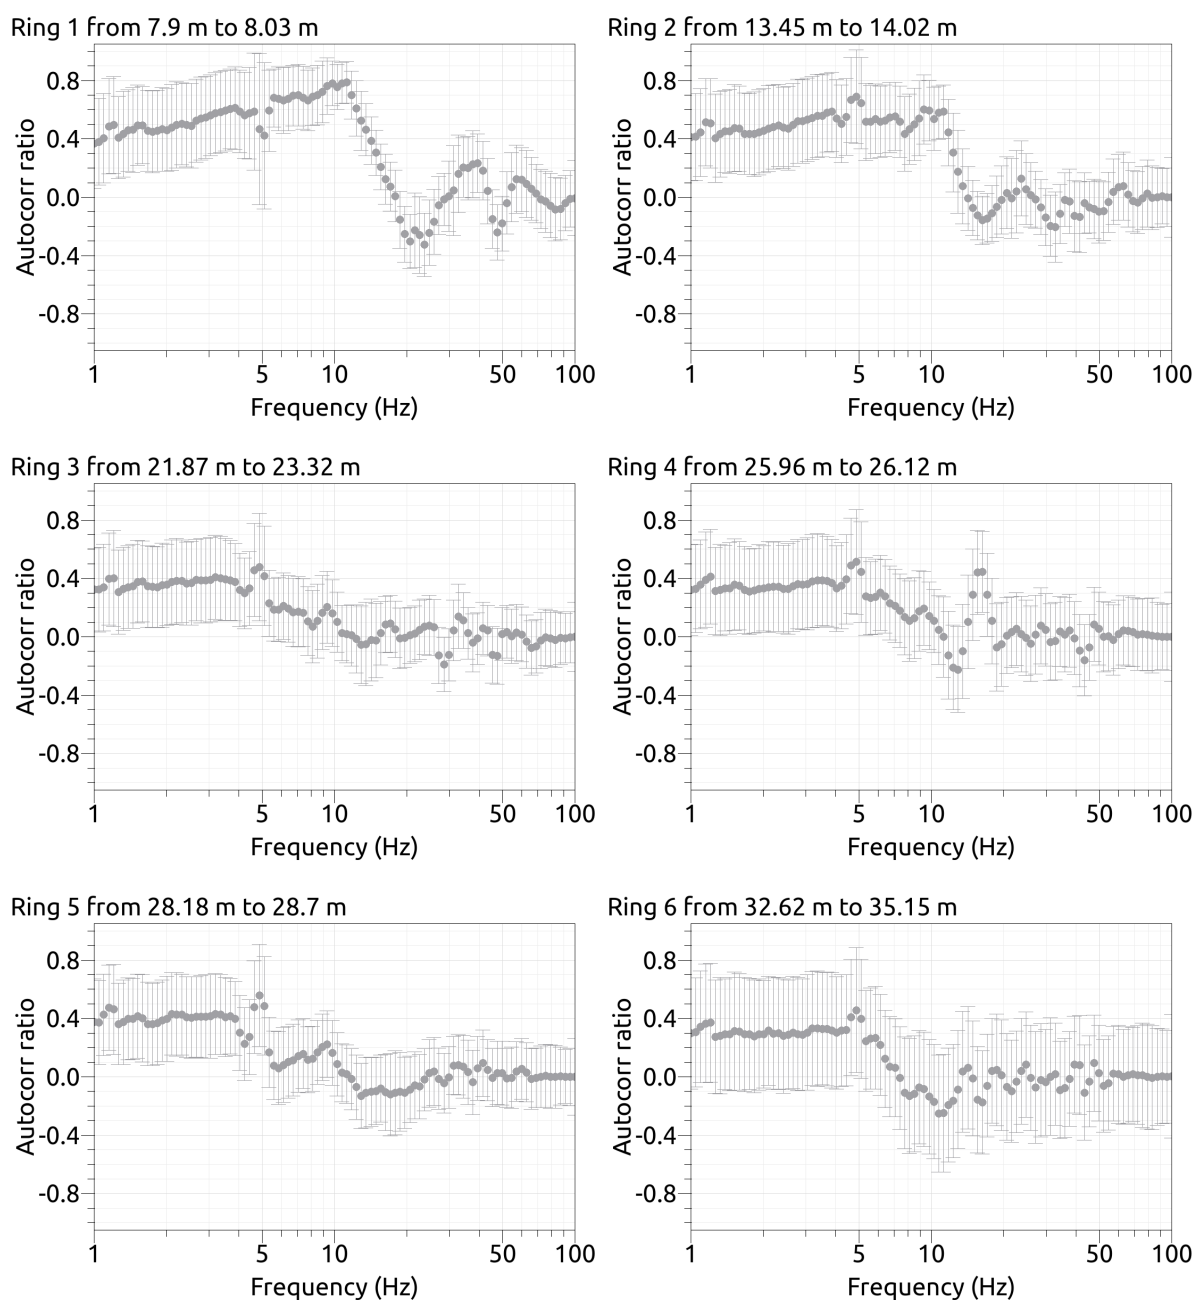 Ring 1 from 7.9 m to 8.03 m
Autocorr ratio
0.8
0.4
0.0
-0.4
-0.8
1 5 10 50 100
Frequency (Hz)
Ring 2 from 13.45 m to 14.02 m
Autocorr ratio
0.8
0.4
0.0
-0.4
-0.8
1 5 10 50 100
Frequency (Hz)
Ring 3 from 21.87 m to 23.32 m
Autocorr ratio
0.8
0.4
0.0
-0.4
-0.8
1 5 10 50 100
Frequency (Hz)
Ring 4 from 25.96 m to 26.12 m
Autocorr ratio
0.8
0.4
0.0
-0.4
-0.8
1 5 10 50 100
Frequency (Hz)
Ring 5 from 28.18 m to 28.7 m
Autocorr ratio
0.8
0.4
0.0
-0.4
-0.8
1 5 10 50 100
Frequency (Hz)
Ring 6 from 32.62 m to 35.15 m
Autocorr ratio
0.8
0.4
0.0
-0.4
-0.8
1 5 10 50 100
Frequency (Hz)